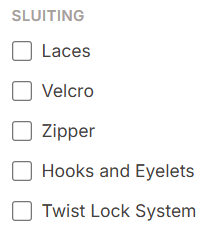 SLUITING
Laces
Velcro
Zipper
Hooks and Eyelets
Twist Lock System